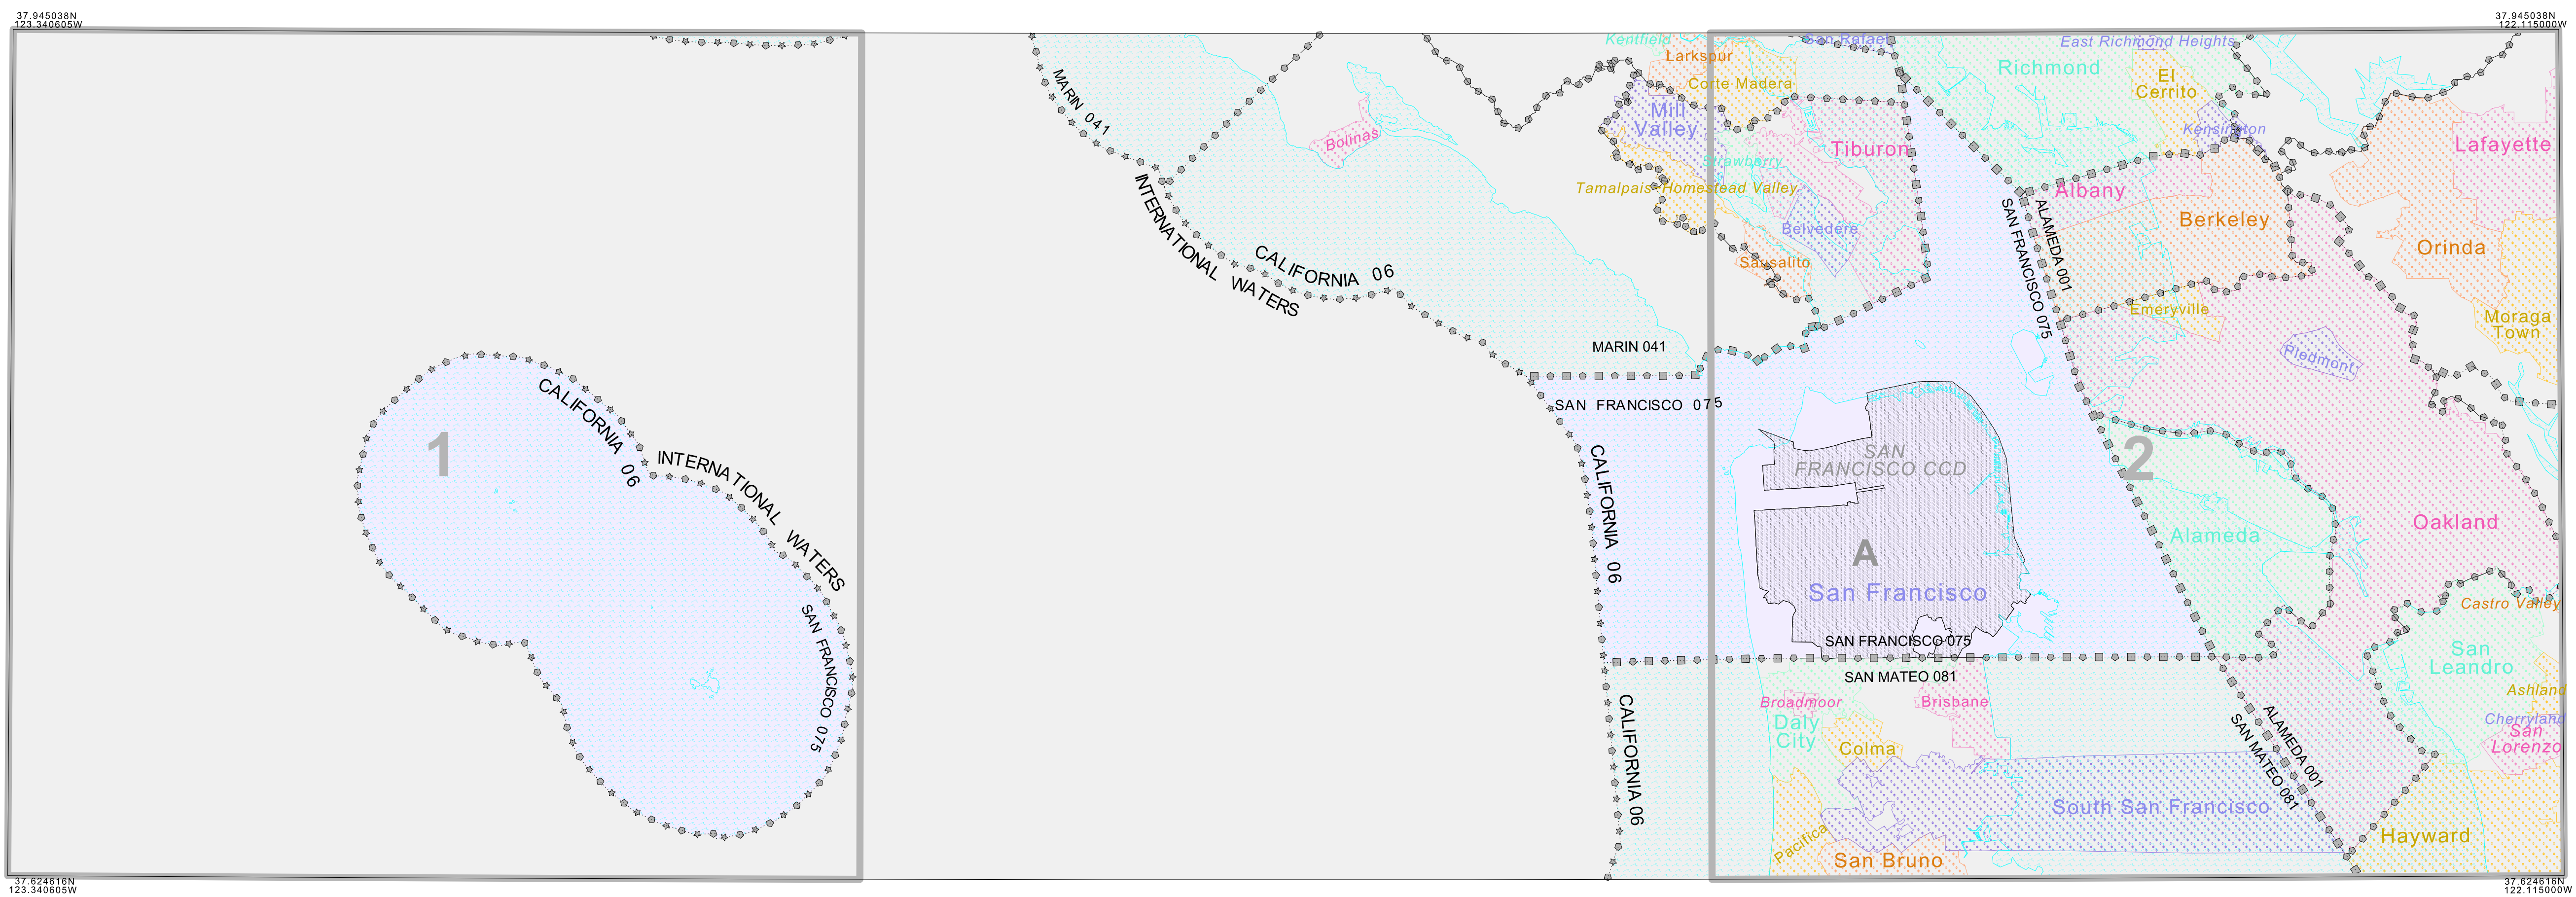 37.945038N
123.340605W
37.945038N
122.115000W
Kentfield
Larkspur
Corte Madera
San Rafael
East Richmond Heights
Richmond
El
Cerrito
Kensington
MARIN 041
Bolinas
Mill
Valley
Strawberry
Tiburon
Lafayette
Tamalpais-Homestead Valley
Albany
Berkeley
Belvedere
Orinda
Sausalito
INTERNATIONAL WATERS
CALIFORNIA 06
ALAMEDA 001
SAN FRANCISCO 075
Emeryville
Moraga
Town
Piedmont
MARIN 041
SAN FRANCISCO 075
CALIFORNIA 06
1
INTERNATIONAL WATERS
CALIFORNIA 06
SAN
FRANCISCO CCD
2
Oakland
Alameda
A
San Francisco
SAN FRANCISCO 075
Castro Valley
SAN FRANCISCO 075
San
Leandro
SAN MATEO 081
Ashland
Broadmoor
Brisbane
Cherryland
Daly
City
Colma
San
Lorenzo
CALIFORNIA 06
ALAMEDA 001
SAN MATEO 081
South San Francisco
Pacifica
San Bruno
Hayward
37.624616N
123.340605W
37.624616N
122.115000W